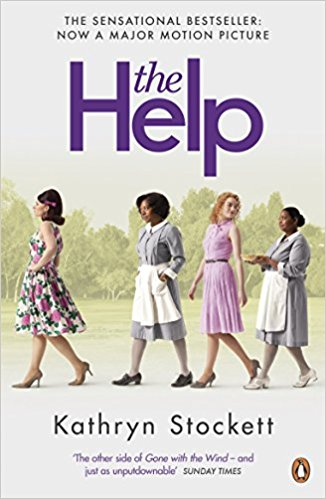 THE SENSATIONAL BESTSELLER:
NOW A MAJOR MOTION PICTURE
the
Help
Kathryn Stockett
‘The other side of Gone with the Wind – and
just as unputdownable’ SUNDAY TIMES